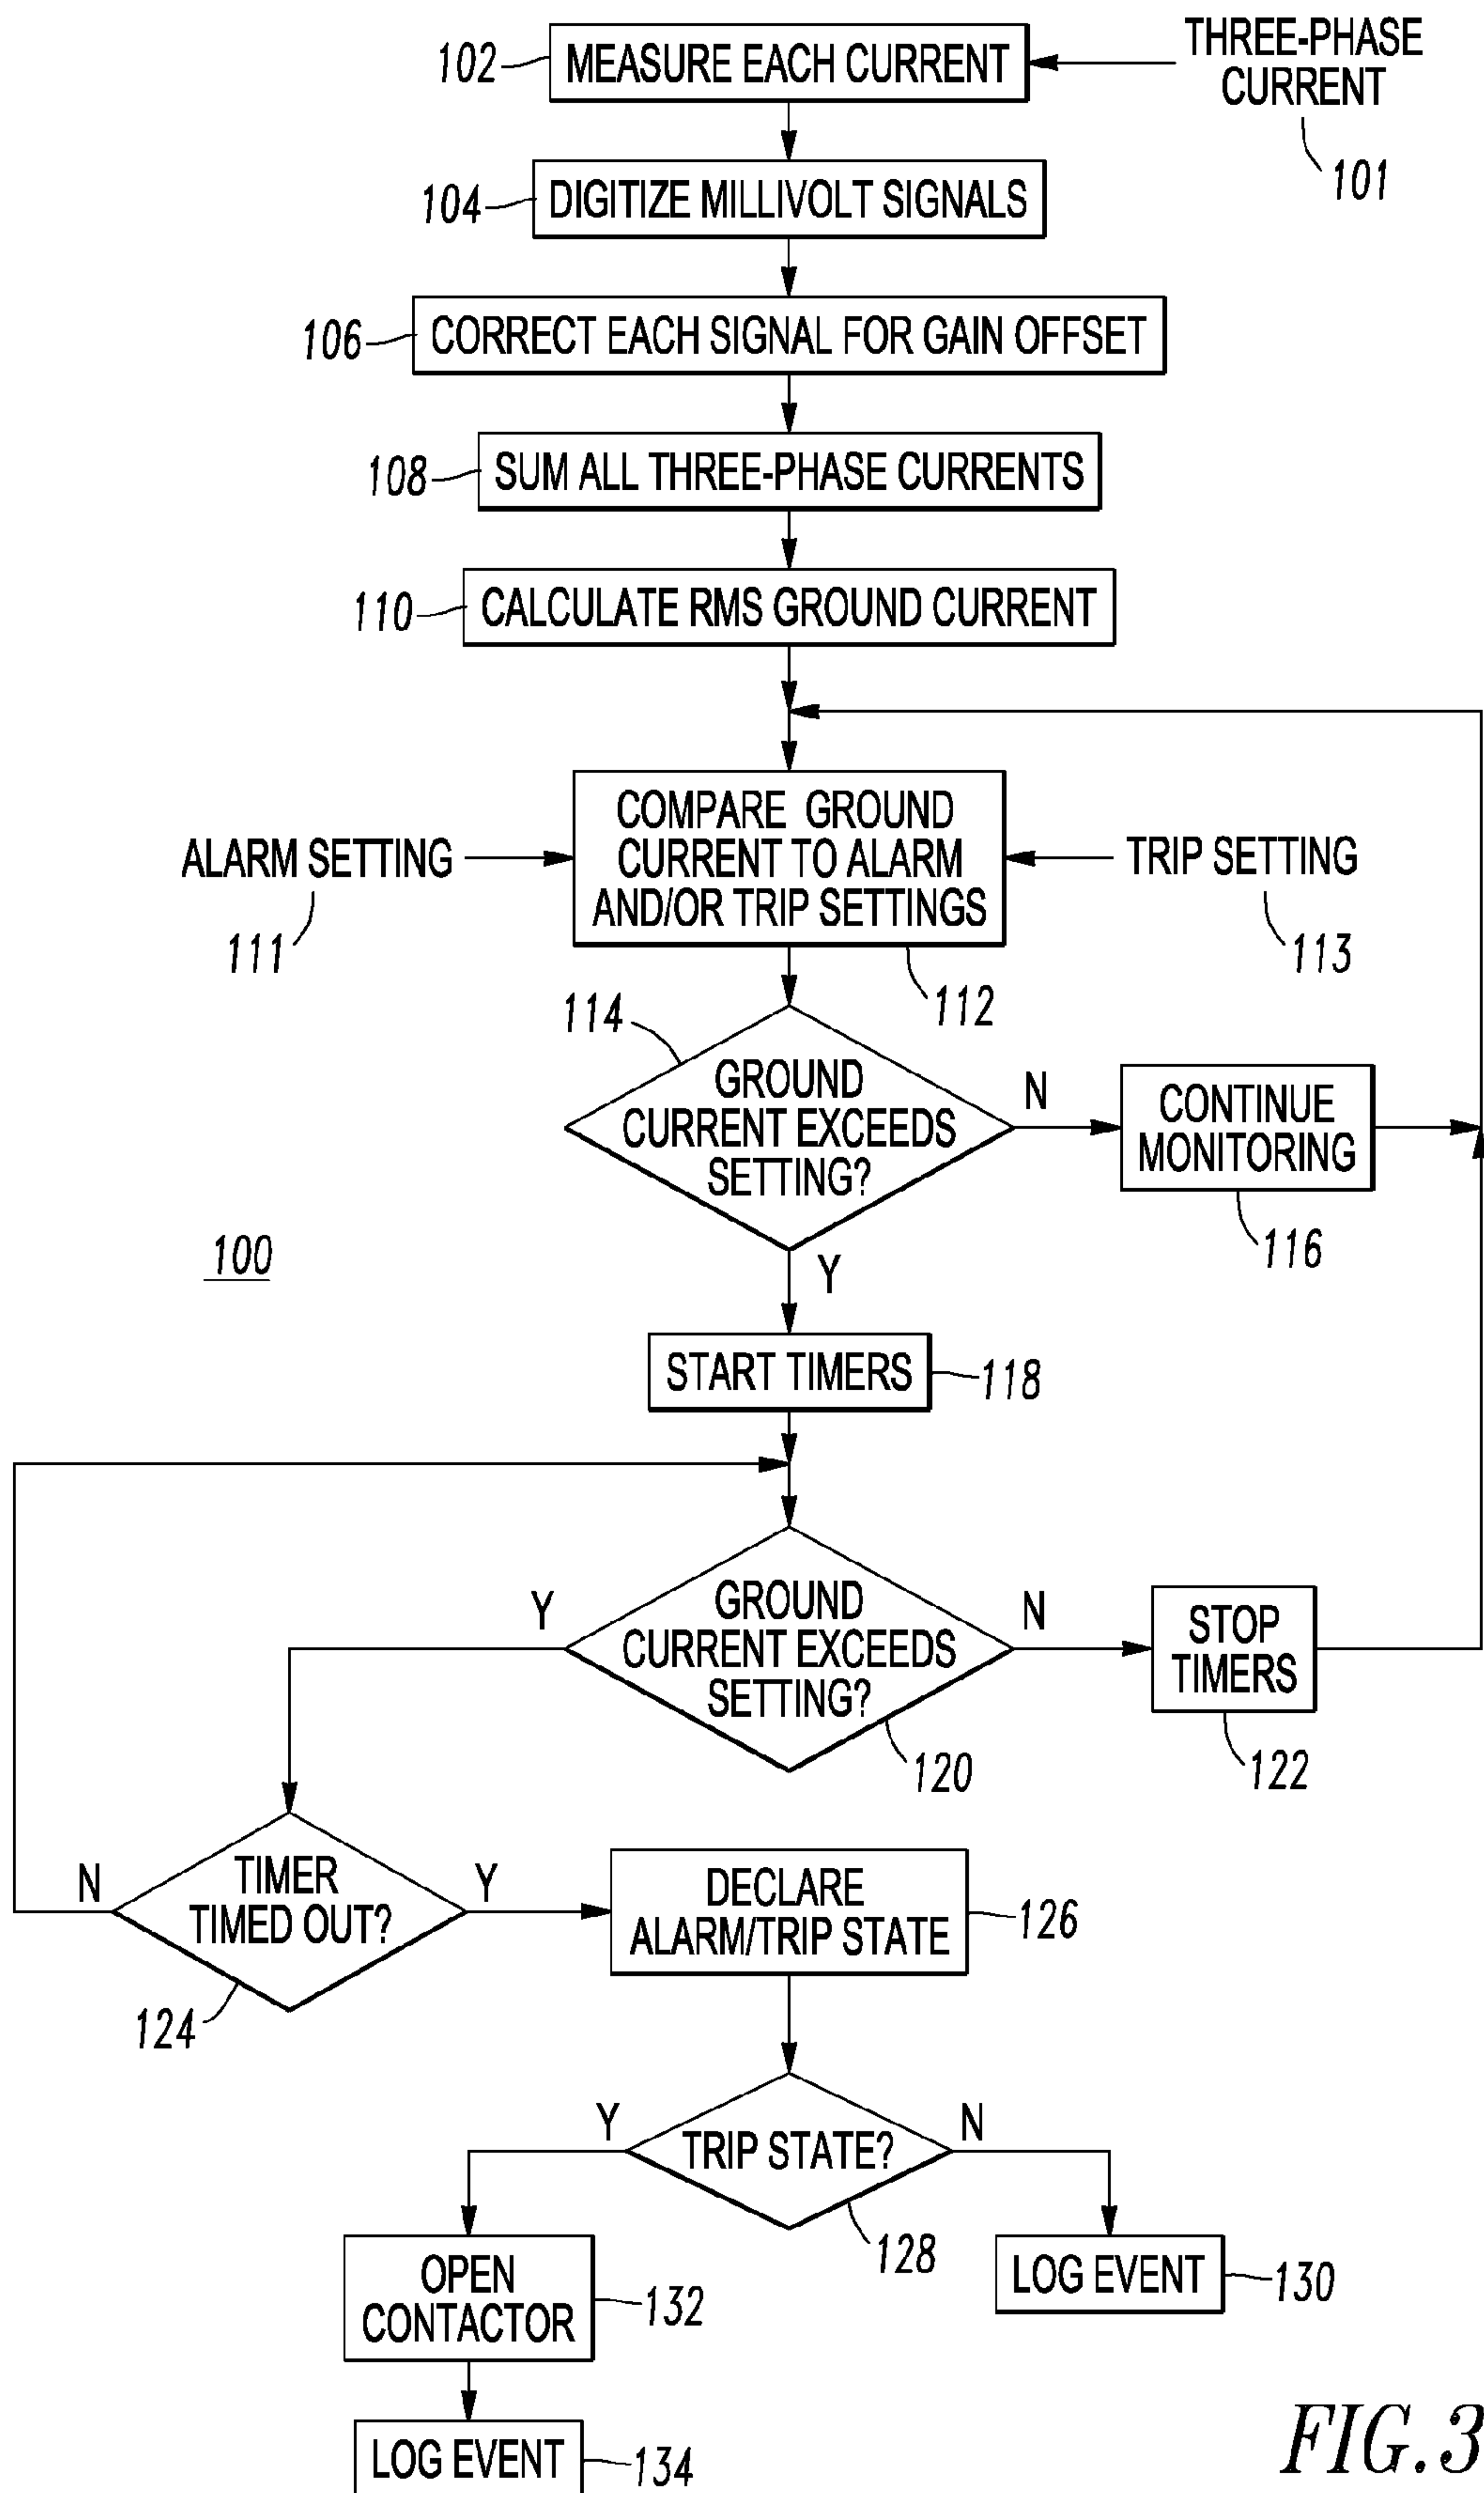 102
MEASURE EACH CURRENT
THREE-PHASE
CURRENT
101
104
DIGITIZE MILLIVOLT SIGNALS
106
CORRECT EACH SIGNAL FOR GAIN OFFSET
108
SUM ALL THREE-PHASE CURRENTS
110
CALCULATE RMS GROUND CURRENT
ALARM SETTING
111
COMPARE GROUND
CURRENT TO ALARM
AND/OR TRIP SETTINGS
112
TRIP SETTING
113
114
GROUND
CURRENT EXCEEDS
SETTING?
N
CONTINUE
MONITORING
116
100
Y
START TIMERS
118
Y
GROUND
CURRENT EXCEEDS
SETTING?
120
N
STOP
TIMERS
122
N
TIMER
TIMED OUT?
124
Y
DECLARE
ALARM/TRIP STATE
126
Y
TRIP STATE?
128
N
OPEN
CONTACTOR
132
LOG EVENT
130
LOG EVENT
134
FIG.3